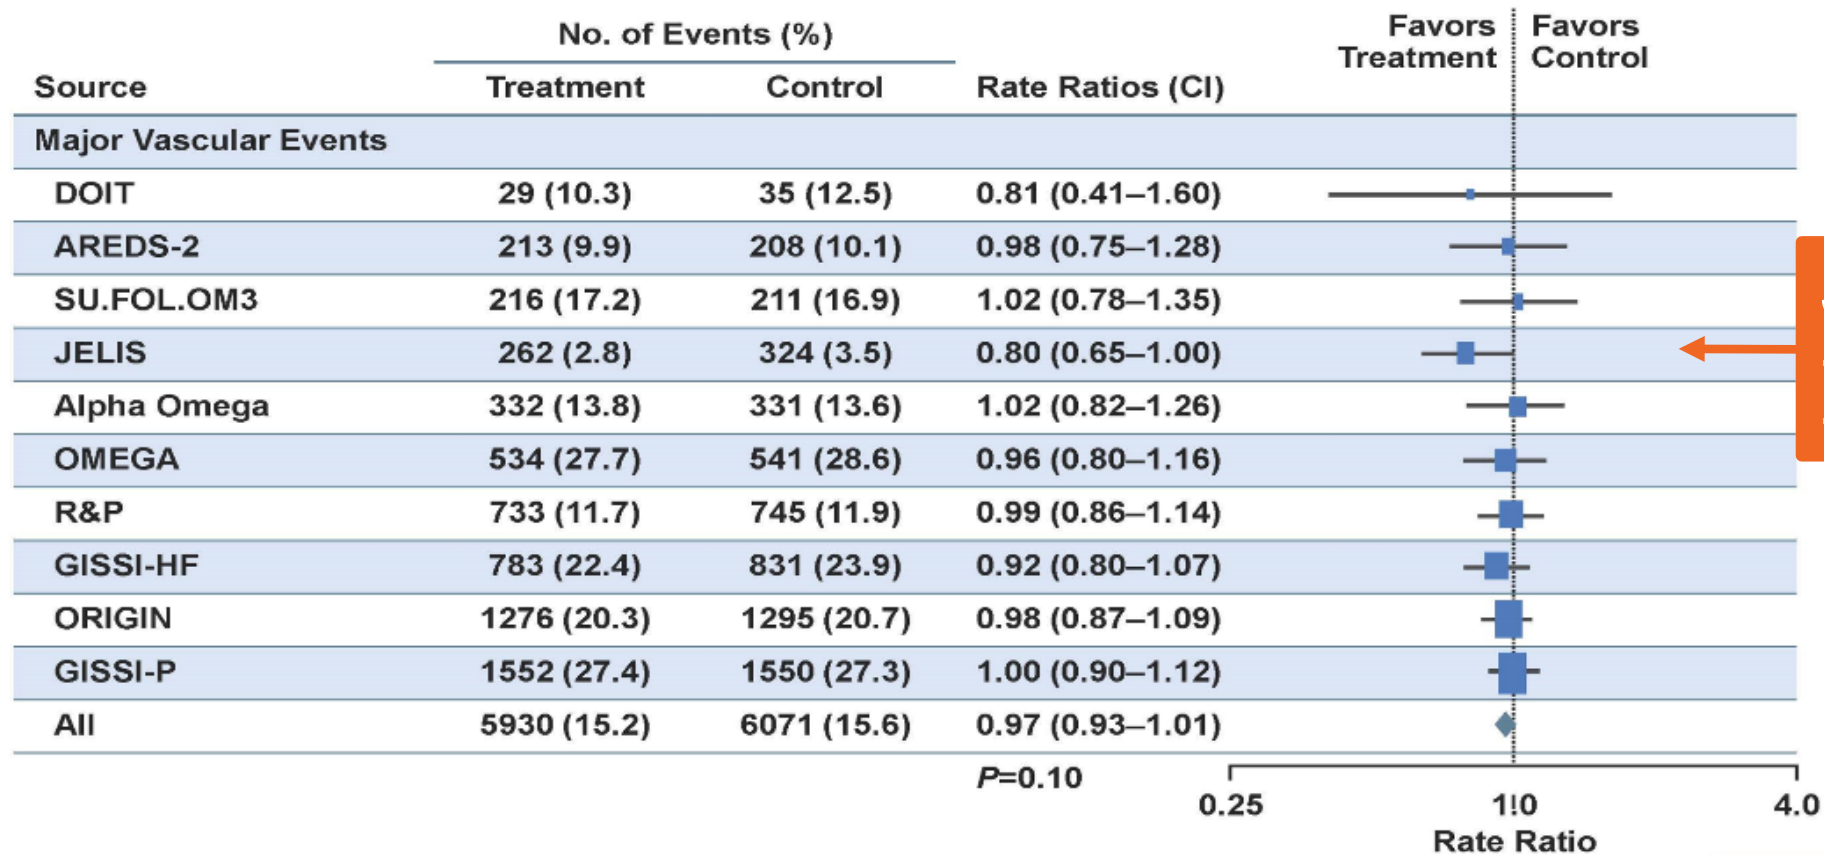 No. of Events (%)
Favors Treatment
Favors Control
Source Treatment Control Rate Ratios (CI)
Major Vascular Events
DOIT 29 (10.3) 35 (12.5) 0.81 (0.41–1.60)
AREDS-2 213 (9.9) 208 (10.1) 0.98 (0.75–1.28)
SU.FOL.OM3 216 (17.2) 211 (16.9) 1.02 (0.78–1.35)
JELIS 262 (2.8) 324 (3.5) 0.80 (0.65–1.00)
Alpha Omega 332 (13.8) 331 (13.6) 1.02 (0.82–1.26)
OMEGA 534 (27.7) 541 (28.6) 0.96 (0.80–1.16)
R&P 733 (11.7) 745 (11.9) 0.99 (0.86–1.14)
GISSI-HF 783 (22.4) 831 (23.9) 0.92 (0.80–1.07)
ORIGIN 1276 (20.3) 1295 (20.7) 0.98 (0.87–1.09)
GISSI-P 1552 (27.4) 1550 (27.3) 1.00 (0.90–1.12)
All 5930 (15.2) 6071 (15.6) 0.97 (0.93–1.01)
P=0.10
0.25 1.0 4.0
Rate Ratio